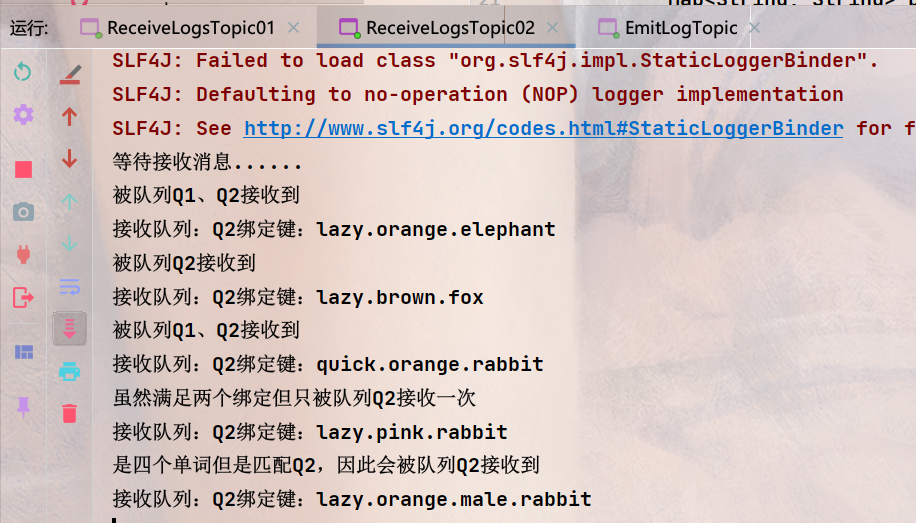 运行: ReceiveLogsTopic01 ReceiveLogsTopic02 EmitLogTopic
SLF4J: Failed to load class "org.slf4j.impl.StaticLoggerBinder".
SLF4J: Defaulting to no-operation (NOP) logger implementation
SLF4J: See http://www.slf4j.org/codes.html#StaticLoggerBinder for f
等待接收消息......
被队列Q1、Q2接收到
接收队列：Q2绑定键：lazy.orange.elephant
被队列Q2接收到
接收队列：Q2绑定键：lazy.brown.fox
被队列Q1、Q2接收到
接收队列：Q2绑定键：quick.orange.rabbit
虽然满足两个绑定但只被队列Q2接收一次
接收队列：Q2绑定键：lazy.pink.rabbit
是四个单词但是匹配Q2，因此会被队列Q2接收到
接收队列：Q2绑定键：lazy.orange.male.rabbit